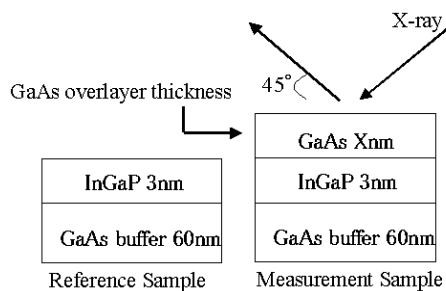 X-ray
45°
GaAs overlayer thickness
GaAs Xnm
InGaP 3nm
InGaP 3nm
GaAs buffer 60nm
GaAs buffer 60nm
Reference Sample
Measurement Sample